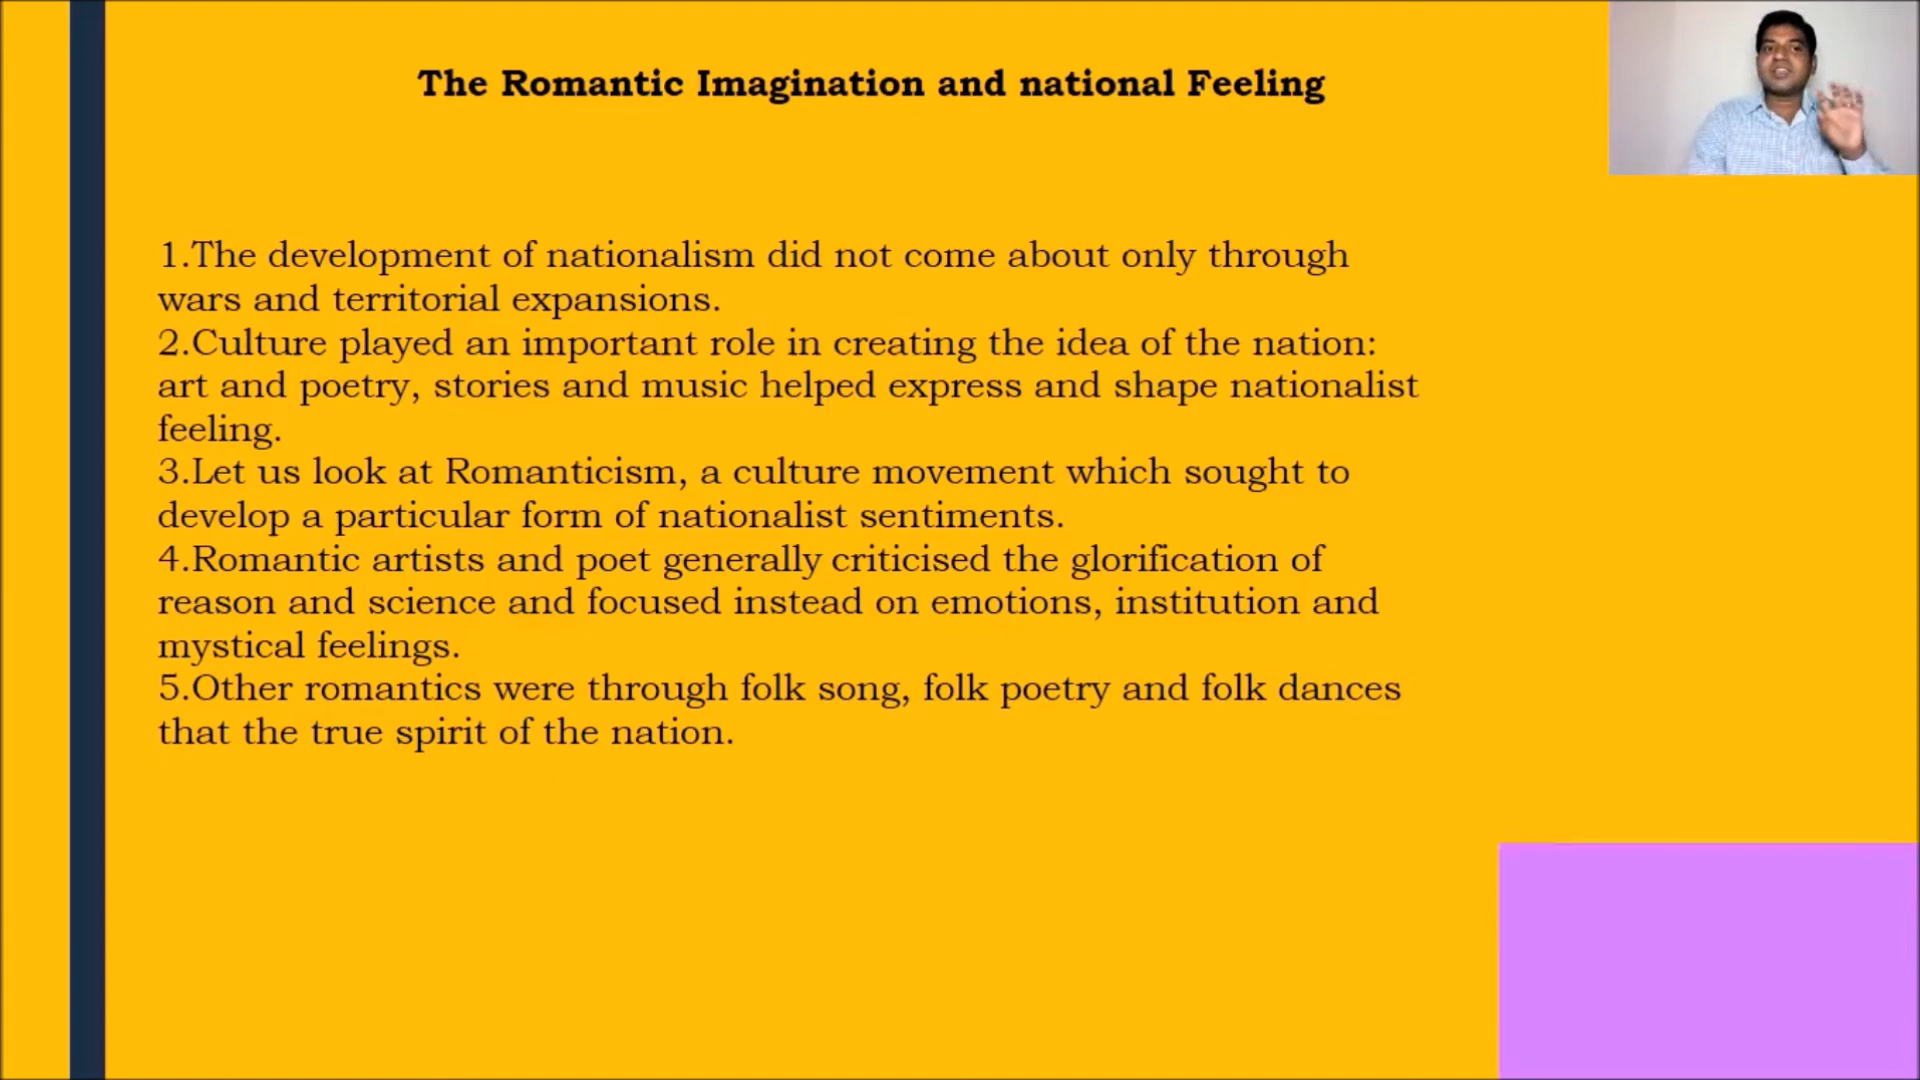 The Romantic Imagination and national Feeling
1.The development of nationalism did not come about only through
wars and territorial expansions.
2.Culture played an important role in creating the idea of the nation:
art and poetry, stories and music helped express and shape nationalist
feeling.
3.Let us look at Romanticism, a culture movement which sought to
develop a particular form of nationalist sentiments.
4.Romantic artists and poet generally criticised the glorification of
reason and science and focused instead on emotions, institution and
mystical feelings.
5.Other romantics were through folk song, folk poetry and folk dances
that the true spirit of the nation.